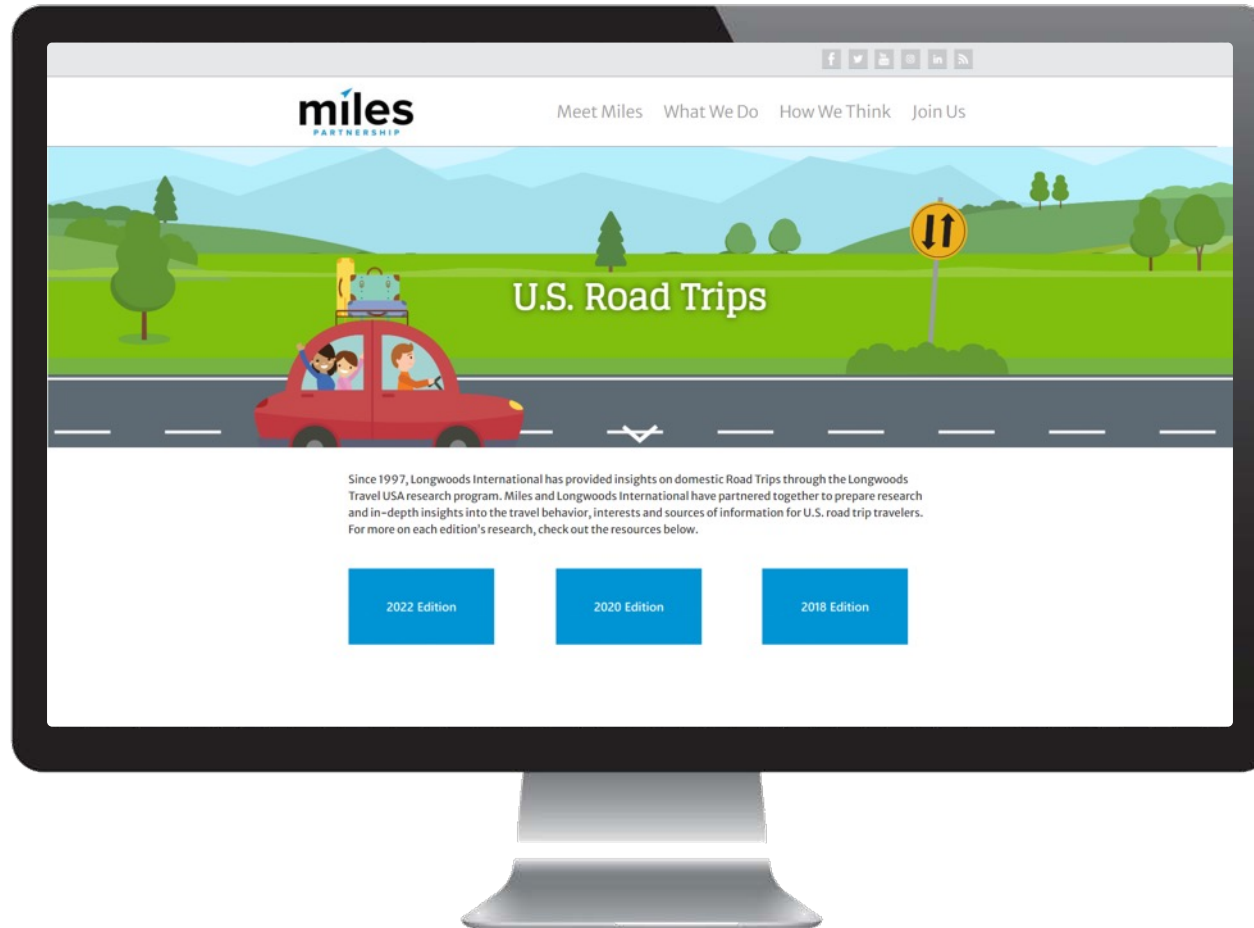 miles
PARTNERSHIP
Meet Miles What We Do How We Think Join Us
U.S. Road Trips
Since 1997, Longwoods International has provided insights on domestic Road Trips through the Longwoods
Travel USA research program. Miles and Longwoods International have partnered together to prepare research
and in-depth insights into the travel behavior, interests and sources of information for U.S. road trip travelers.
For more on each edition's research, check out the resources below.
2022 Edition 2020 Edition 2018 Edition